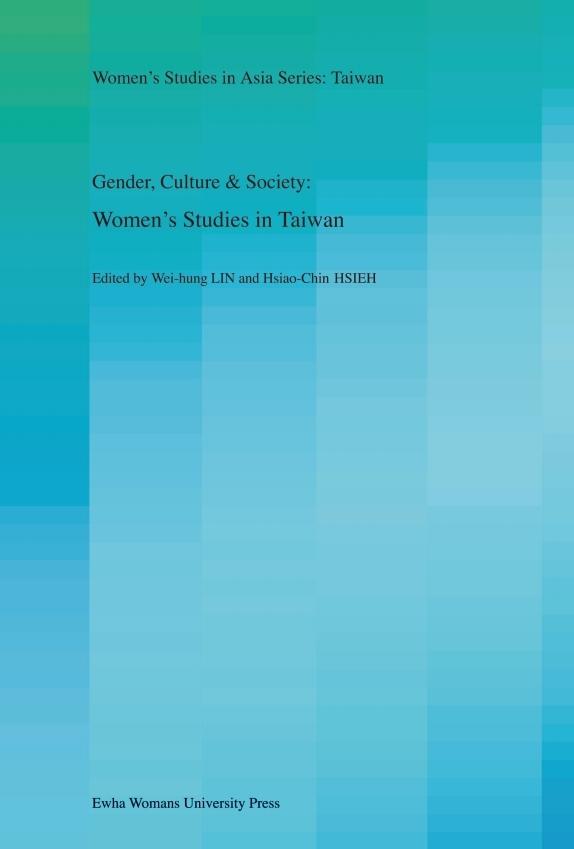 Women's Studies in Asia Series: Taiwan
Gender, Culture & Society:
Women's Studies in Taiwan
Edited by Wei-hung LIN and Hsiao-Chin HSIEH
Ewha Womans University Press